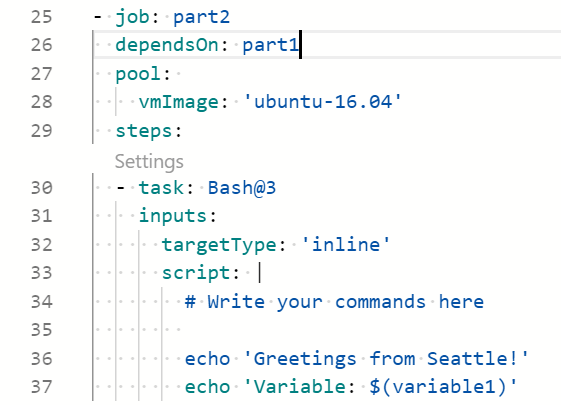 25 - job: part2
26 dependsOn: part1
27 pool:
28 vmImage: 'ubuntu-16.04'
29 steps:
Settings
30 - task: Bash@3
31 inputs:
32 targetType: 'inline'
33 script: |
34 # Write your commands here
35
36 echo 'Greetings from Seattle!'
37 echo 'Variable: $(variable1)'